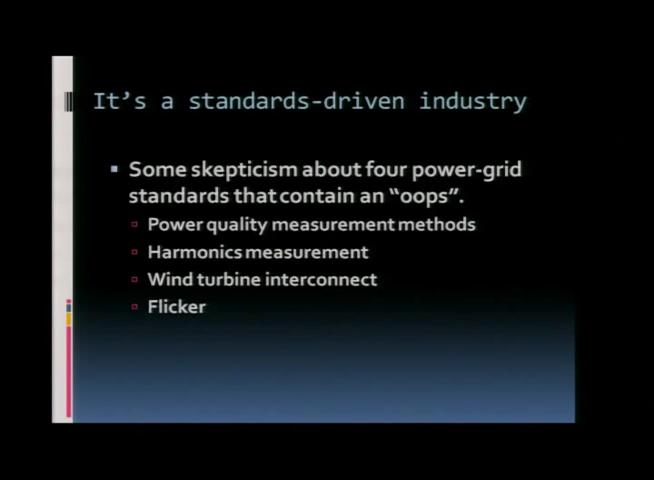 It's a standards-driven industry
Some skepticism about four power-grid
standards that contain an “oops”.
Power quality measurement methods
Harmonics measurement
Wind turbine interconnect
Flicker